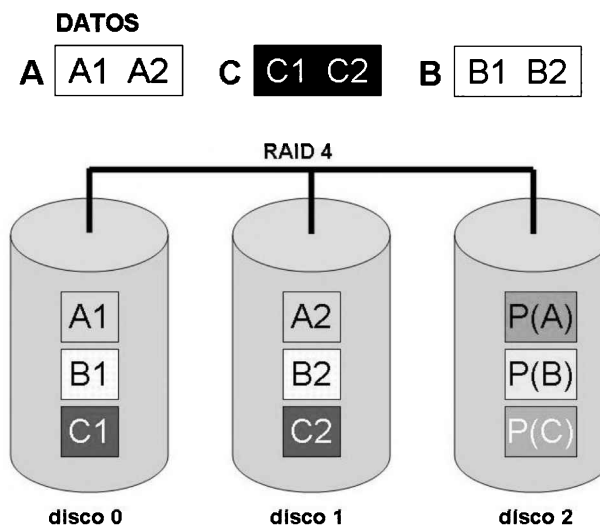 DATOS
A A1 A2 C C1 C2 B B1 B2
RAID 4
A1 A2 P(A)
B1 B2 P(B)
C1 C2 P(C)
disco 0 disco 1 disco 2